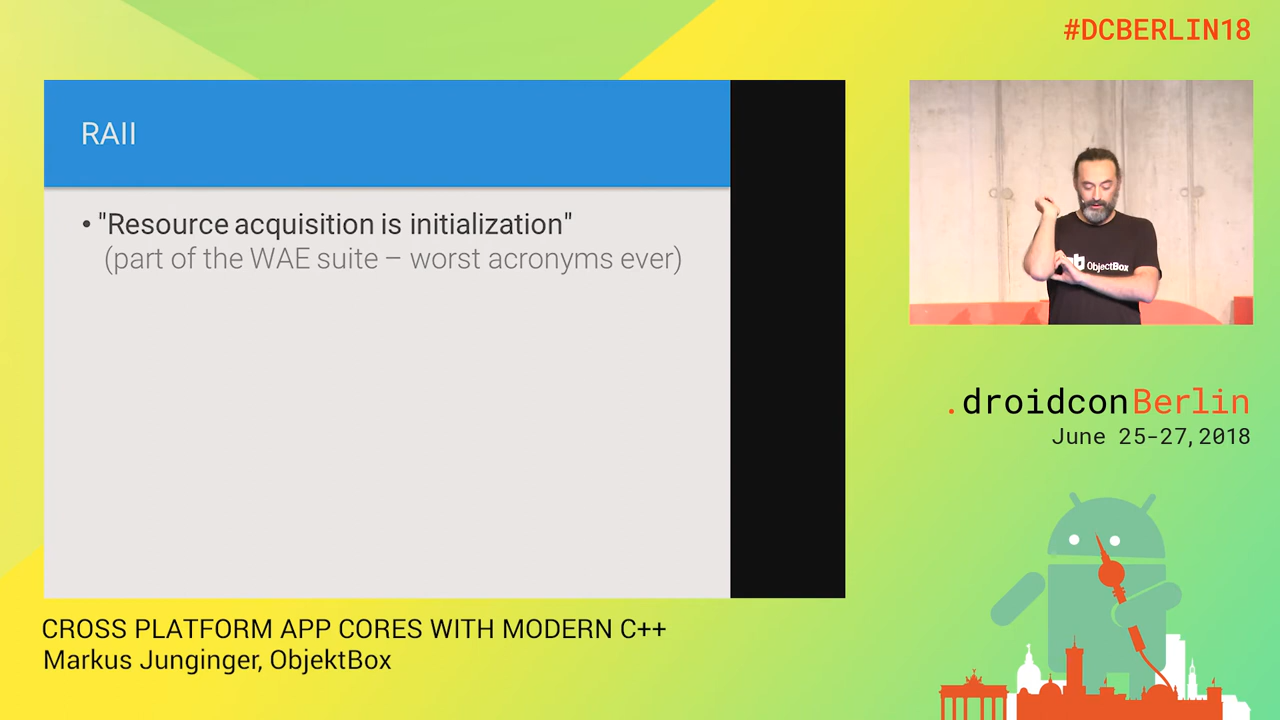 #DCBERLIN18
RAII
• "Resource acquisition is initialization"
(part of the WAE suite – worst acronyms ever)
ObjectBox
.droidconBerlin
June 25-27, 2018
CROSS PLATFORM APP CORES WITH MODERN C++
Markus Junginger, ObjektBox